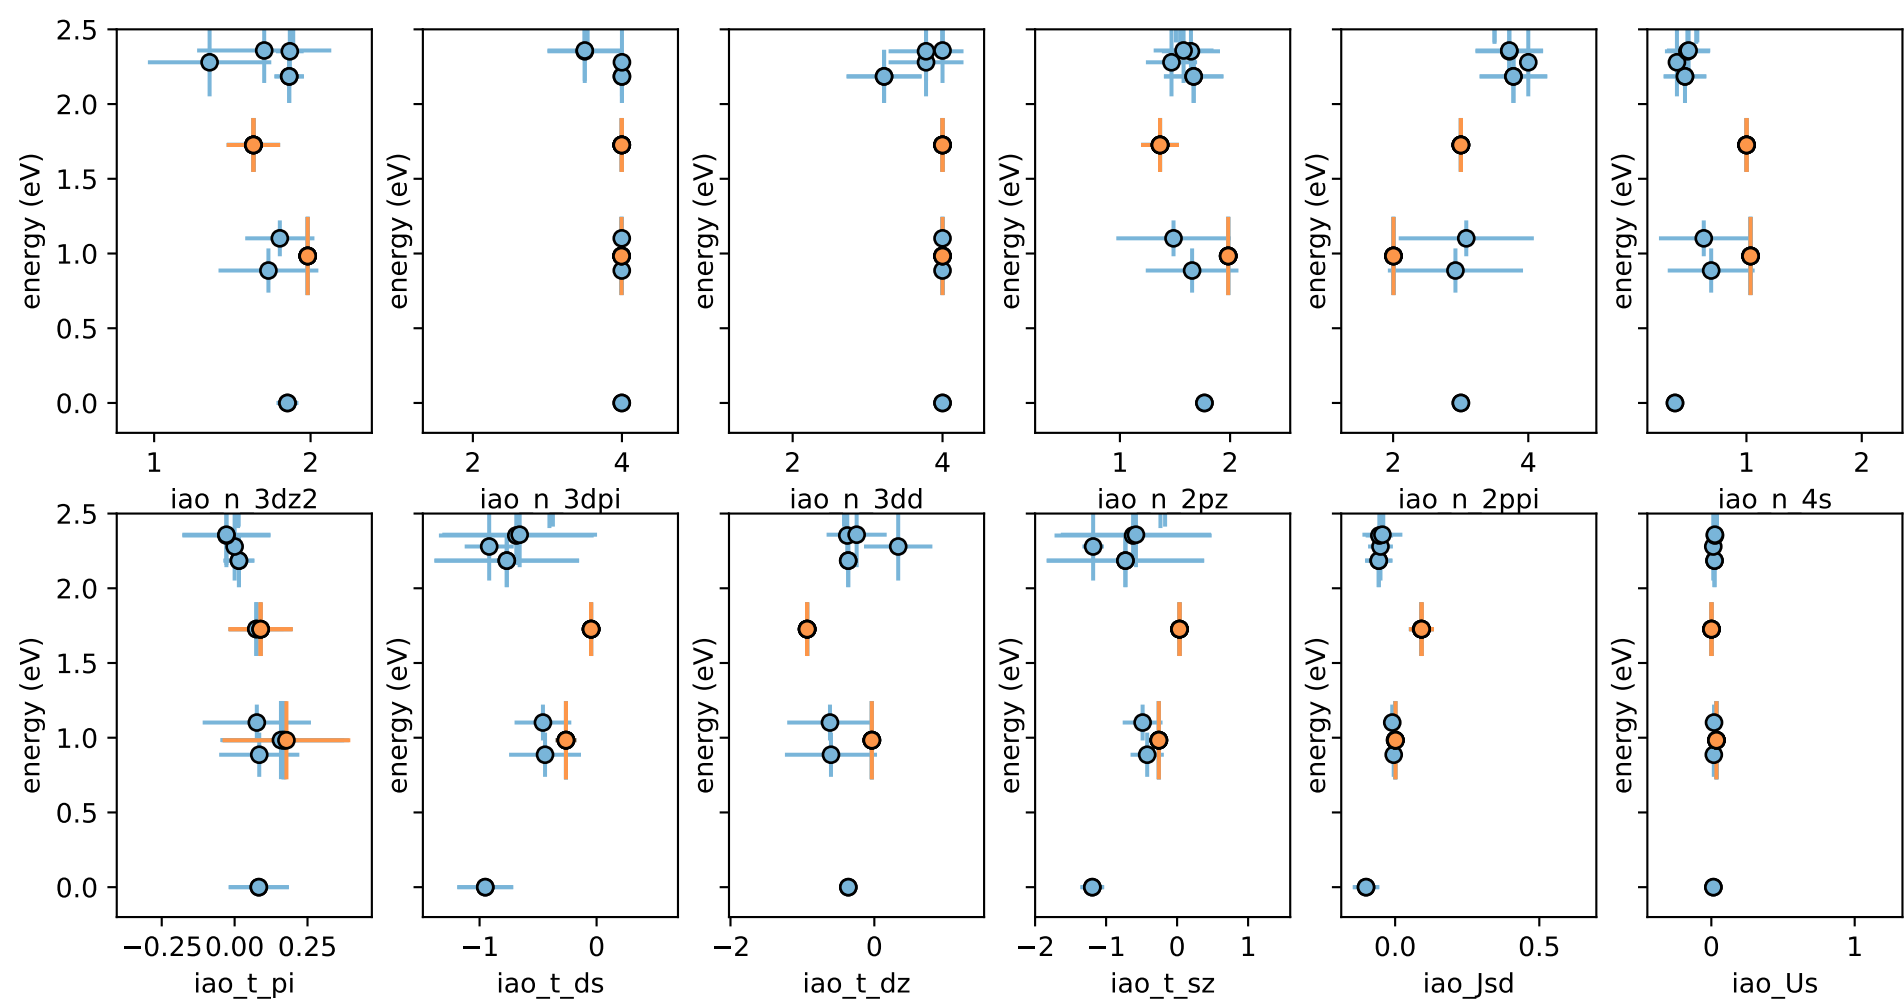 2.5
2.0
1.5
1.0
0.5
0.0
energy (eV)
energy (eV)
energy (eV)
energy (eV)
energy (eV)
energy (eV)
1 2
2 4
2 4
1 2
2 4
1 2
iao_n_3dz2
iao_n_3dpi
iao_n_3dd
iao_n_2pz
iao_n_2ppi
iao_n_4s
2.5
2.0
1.5
1.0
0.5
0.0
energy (eV)
energy (eV)
energy (eV)
energy (eV)
energy (eV)
energy (eV)
−0.25 0.00 0.25
−1 0
−2 0
−2 −1 0 1
0.0 0.5
0 1
iao_t_pi
iao_t_ds
iao_t_dz
iao_t_sz
iao_Jsd
iao_Us